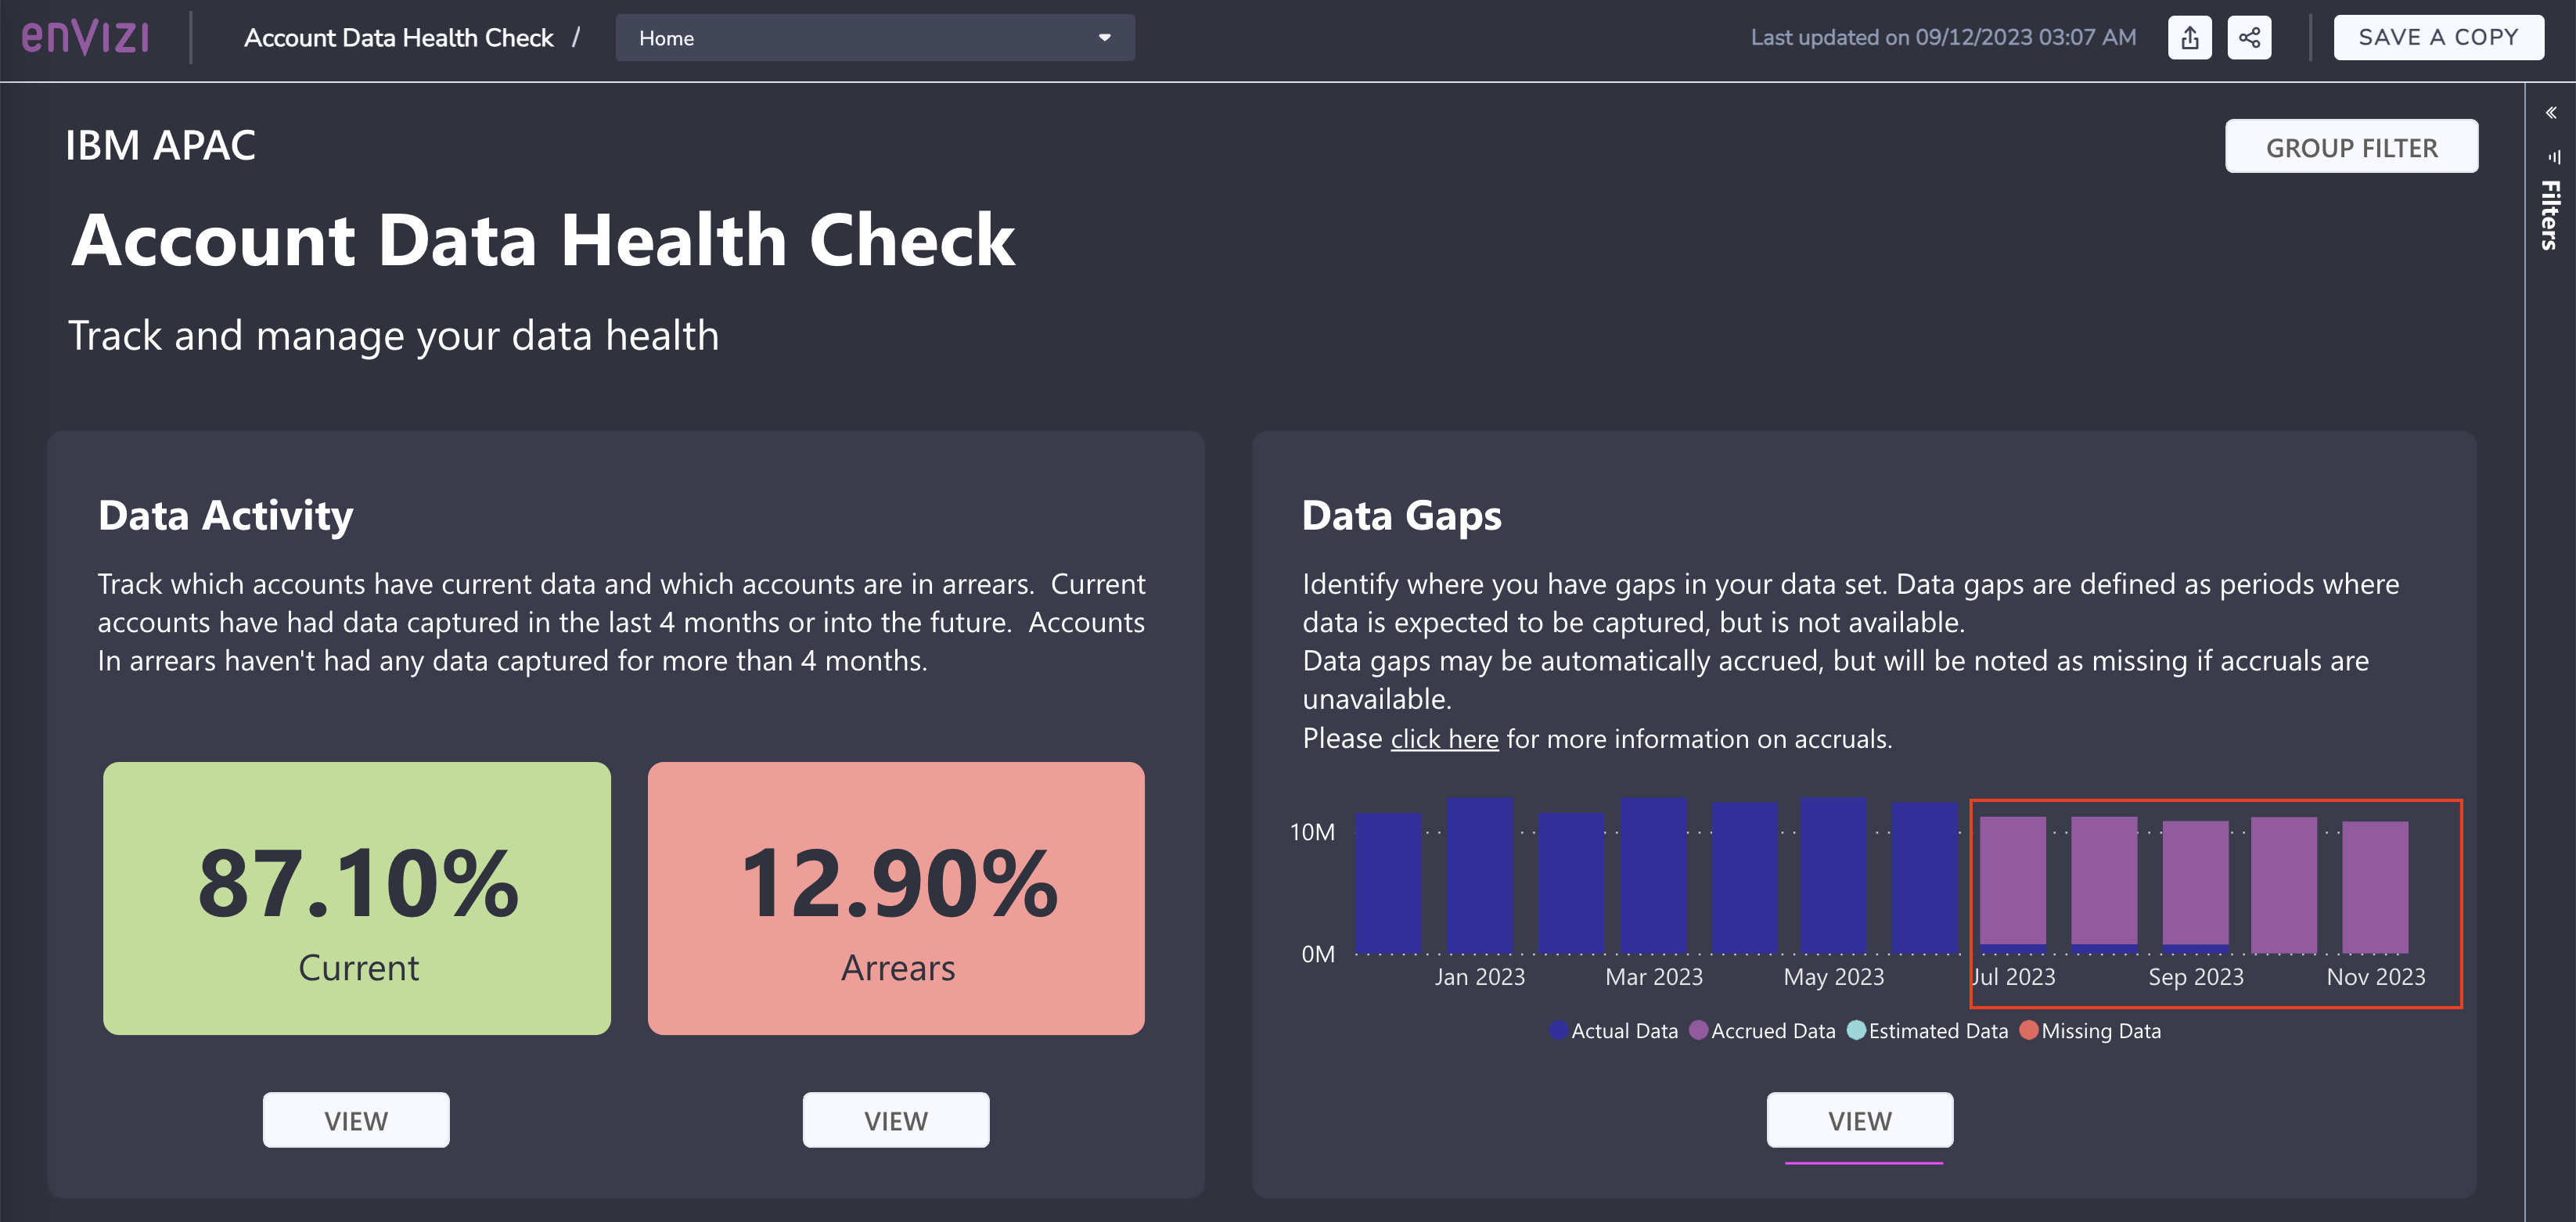 enVIZI
Account Data Health Check /
Home
Last updated on 09/12/2023 03:07 AM
SAVE A COPY
IBM APAC
GROUP FILTER
Filters
Account Data Health Check
Track and manage your data health
Data Activity
Track which accounts have current data and which accounts are in arrears.  Current
accounts have had data captured in the last 4 months or into the future.  Accounts
In arrears haven't had any data captured for more than 4 months.
87.10%
Current
12.90%
Arrears
VIEW
VIEW
Data Gaps
Identify where you have gaps in your data set. Data gaps are defined as periods where
data is expected to be captured, but is not available.
Data gaps may be automatically accrued, but will be noted as missing if accruals are
unavailable.
Please click here for more information on accruals.
10M
0M
Jan 2023 Mar 2023 May 2023 Jul 2023 Sep 2023 Nov 2023
Actual Data Accrued Data Estimated Data Missing Data
VIEW